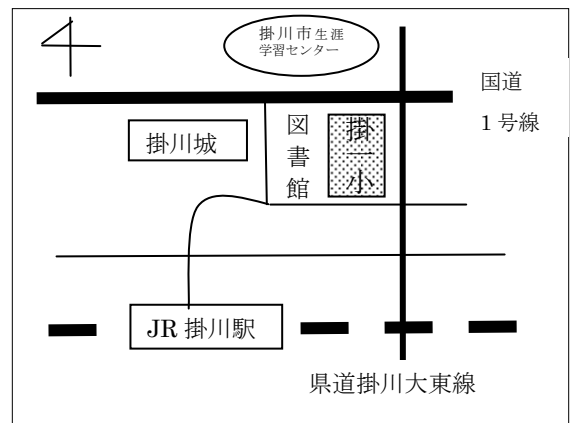 掛川市生涯
学習センター
国道
1号線
掛川城
図書館
掛一小
JR 掛川駅
県道掛川大東線